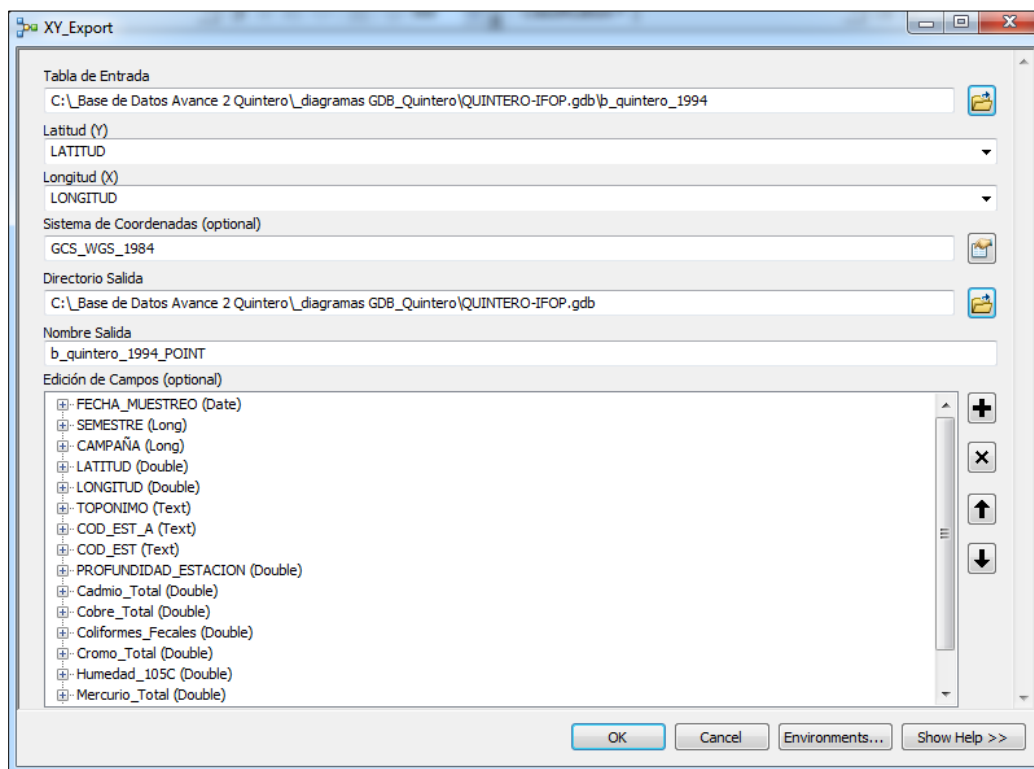 XY_Export
Tabla de Entrada
C:\_Base de Datos Avance 2 Quintero\_diagramas GDB_Quintero\QUINTERO-IFOP.gdb\b_quintero_1994
Latitud (Y)
LATITUD
Longitud (X)
LONGITUD
Sistema de Coordenadas (optional)
GCS_WGS_1984
Directorio Salida
C:\_Base de Datos Avance 2 Quintero\_diagramas GDB_Quintero\QUINTERO-IFOP.gdb
Nombre Salida
b_quintero_1994_POINT
Edición de Campos (optional)
FECHA_MUESTREO (Date)
SEMESTRE (Long)
CAMPAÑA (Long)
LATITUD (Double)
LONGITUD (Double)
TOPONIMO (Text)
COD_EST_A (Text)
COD_EST (Text)
PROFUNDIDAD_ESTACION (Double)
Cadmio_Total (Double)
Cobre_Total (Double)
Coliformes_Fecales (Double)
Cromo_Total (Double)
Humedad_105C (Double)
Mercurio_Total (Double)
OK Cancel Environments... Show Help >>